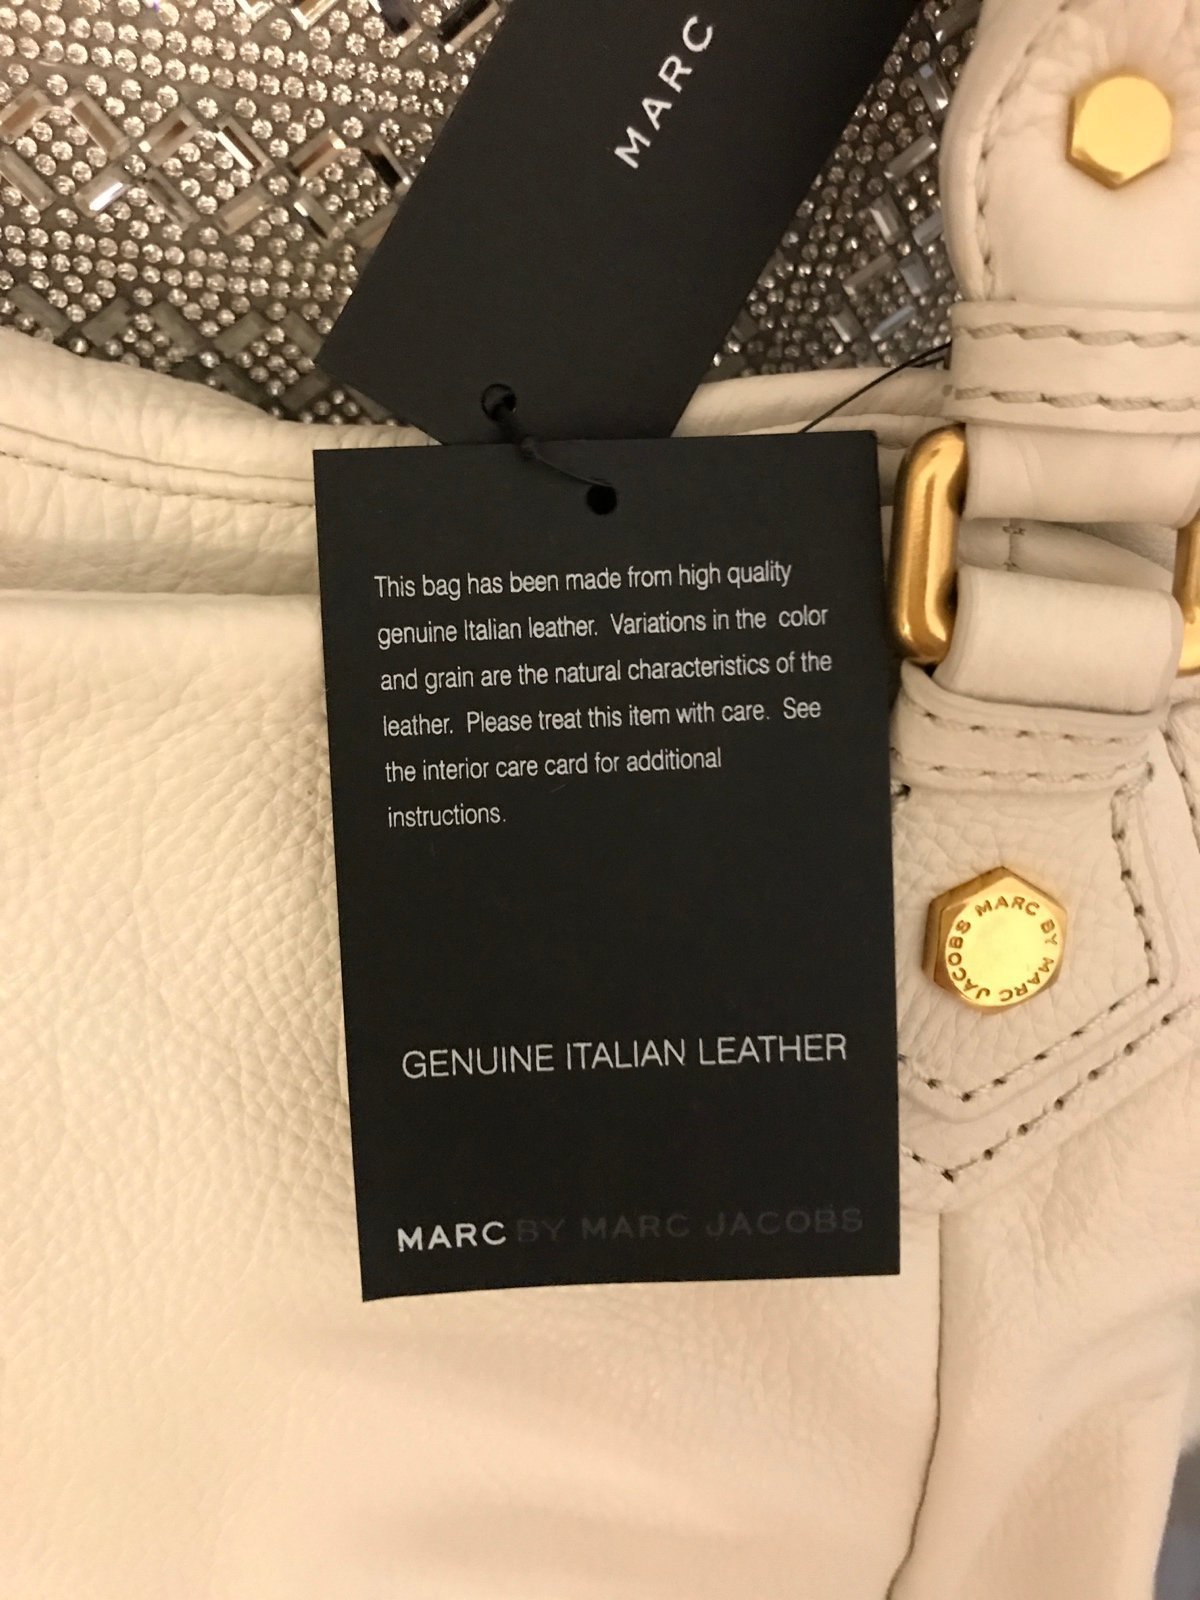 MARC
This bag has been made from high quality
genuine Italian leather.  Variations in the  color
and grain are the natural characteristics of the
leather.  Please treat this item with care.  See
the interior care card for additional
instructions.
MARC BY MARC JACOBS
GENUINE ITALIAN LEATHER
MARC BY MARC JACOBS